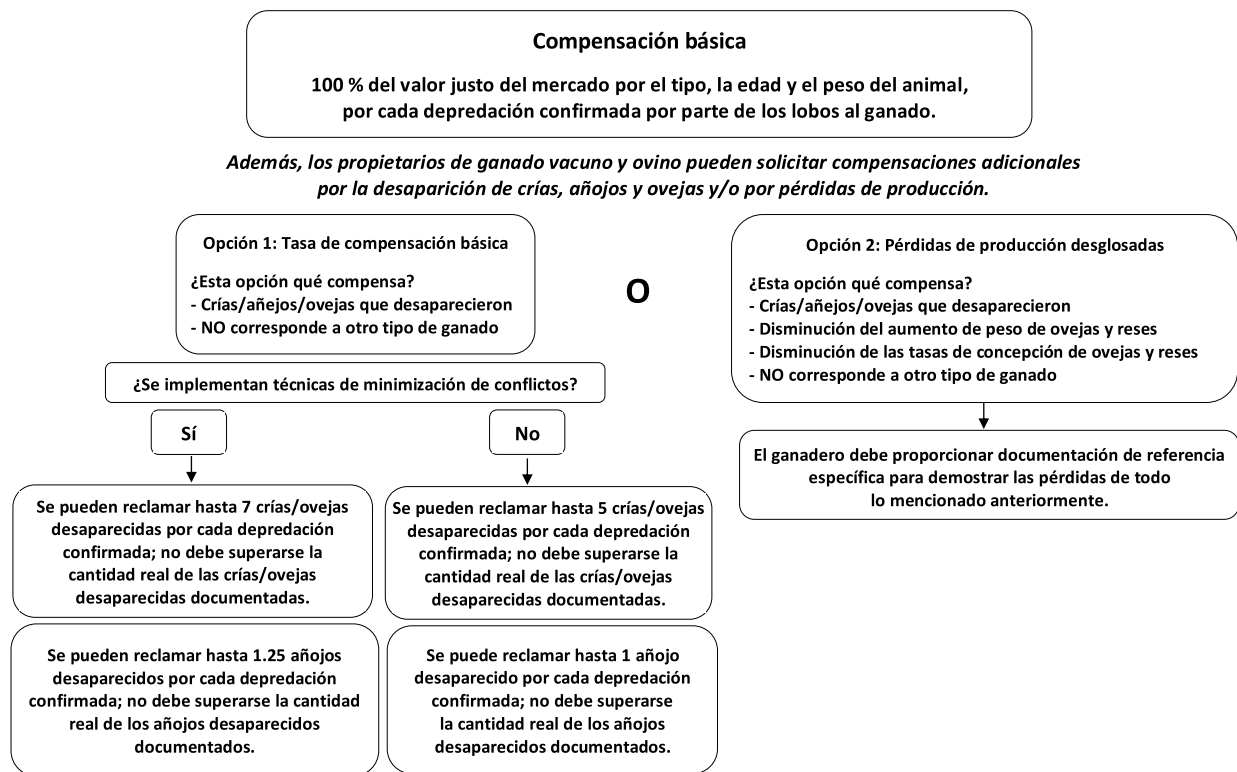 Compensación básica
100 % del valor justo del mercado por el tipo, la edad y el peso del animal,
por cada depredación confirmada por parte de los lobos al ganado.
Además, los propietarios de ganado vacuno y ovino pueden solicitar compensaciones adicionales
por la desaparición de crías, añojos y ovejas y/o por pérdidas de producción.
Opción 1: Tasa de compensación básica
¿Esta opción qué compensa?
- Crías/añejos/ovejas que desaparecieron
- NO corresponde a otro tipo de ganado
O
Opción 2: Pérdidas de producción desglosadas
¿Esta opción qué compensa?
- Crías/añejos/ovejas que desaparecieron
- Disminución del aumento de peso de ovejas y reses
- Disminución de las tasas de concepción de ovejas y reses
- NO corresponde a otro tipo de ganado
¿Se implementan técnicas de minimización de conflictos?
Sí
No
El ganadero debe proporcionar documentación de referencia
específica para demostrar las pérdidas de todo
lo mencionado anteriormente.
Se pueden reclamar hasta 7 crías/ovejas
desaparecidas por cada depredación
confirmada; no debe superarse la
cantidad real de las crías/ovejas
desaparecidas documentadas.
Se pueden reclamar hasta 5 crías/ovejas
desaparecidas por cada depredación
confirmada; no debe superarse la
cantidad real de las crías/ovejas
desaparecidas documentadas.
Se pueden reclamar hasta 1.25 añojos
desaparecidos por cada depredación
confirmada; no debe superarse la cantidad
real de los añojos desaparecidos
documentados.
Se puede reclamar hasta 1 añojo
desaparecido por cada depredación
confirmada; no debe superarse
la cantidad real de los añojos
desaparecidos documentados.